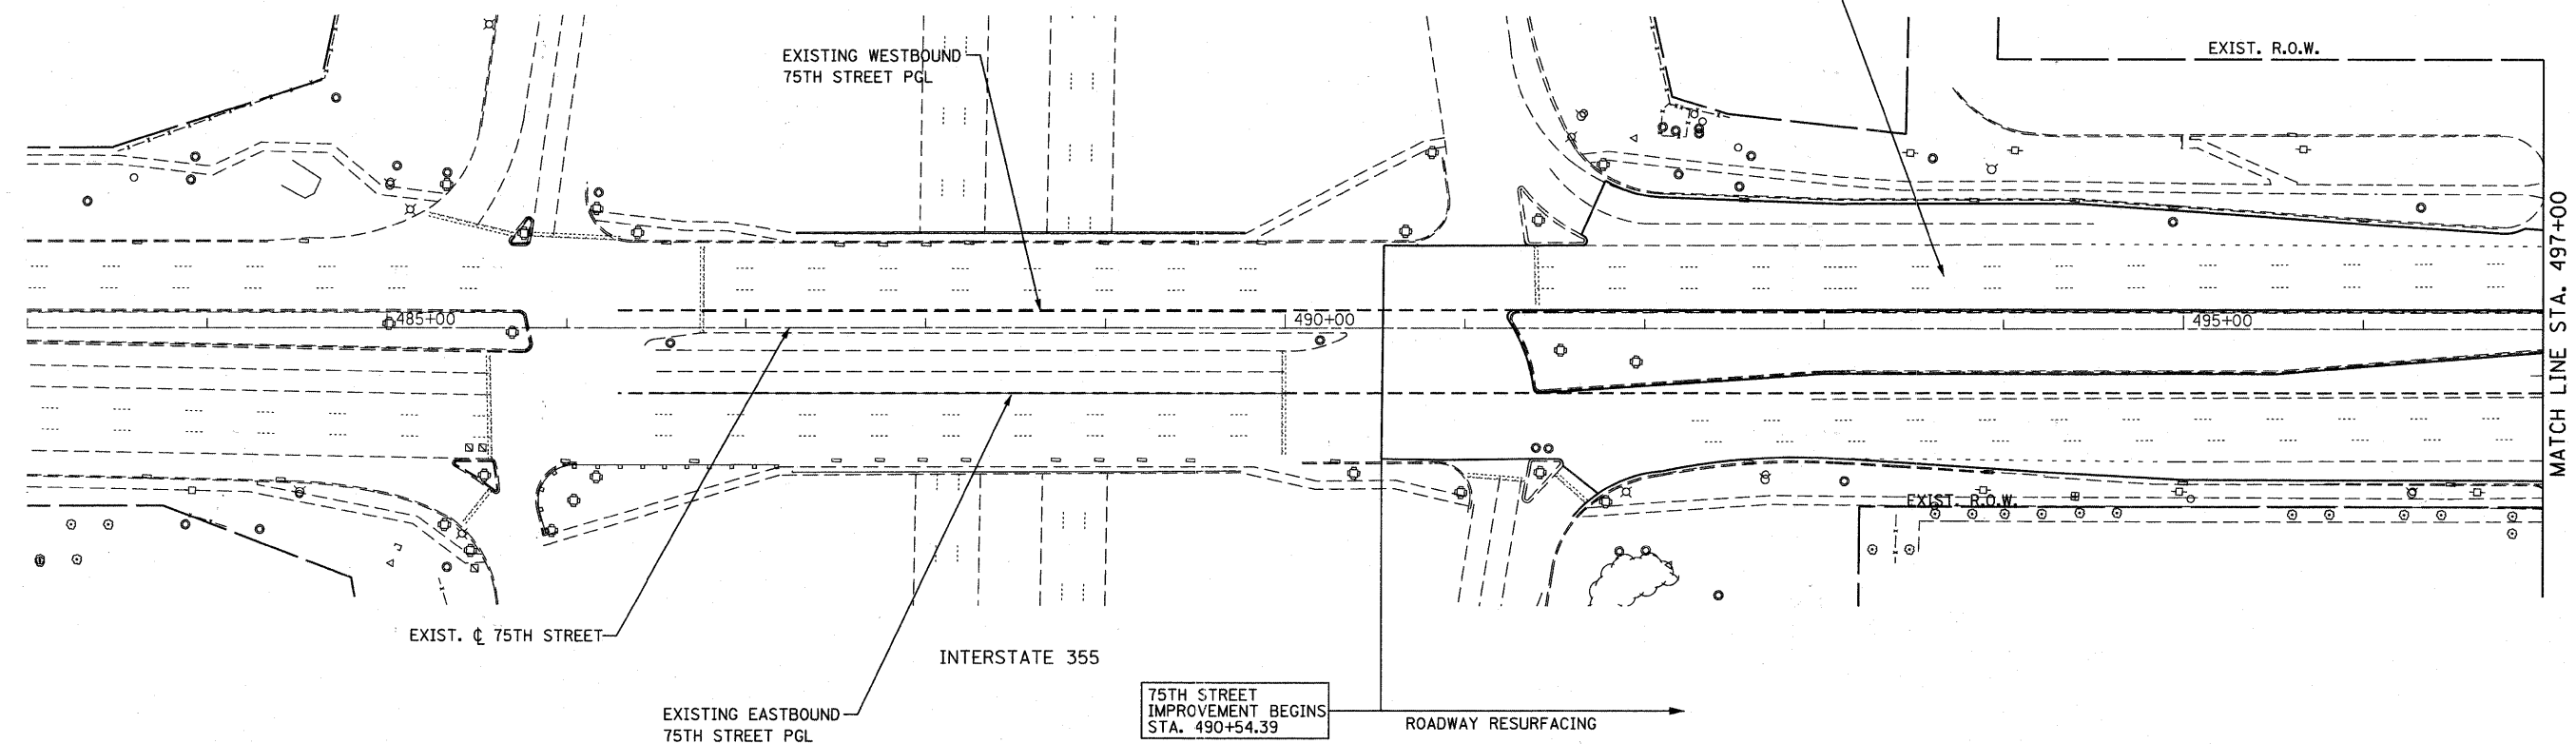 EXISTING WESTBOUND
75TH STREET PGL
EXIST. R.O.W.
485+00
490+00
495+00
MATCH LINE STA. 497+00
EXIST. R.O.W.
EXIST. ℄ 75TH STREET
INTERSTATE 355
EXISTING EASTBOUND
75TH STREET PGL
75TH STREET
IMPROVEMENT BEGINS
STA. 490+54.39
ROADWAY RESURFACING